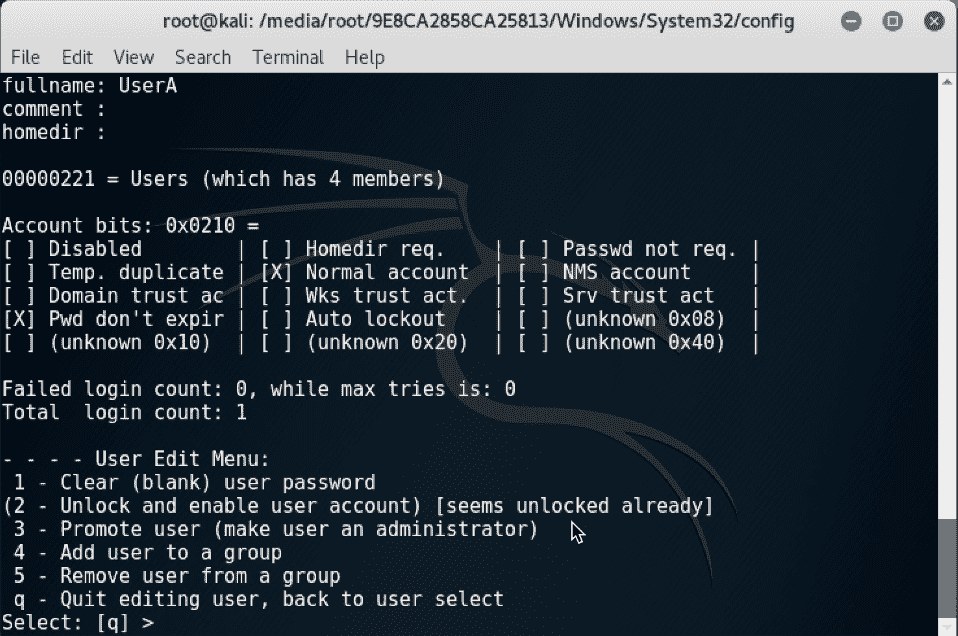 root@kali: /media/root/9E8CA2858CA25813/Windows/System32/config
File Edit View Search Terminal Help
fullname: UserA
comment :
homedir :
00000221 = Users (which has 4 members)
Account bits: 0x0210 =
[ ] Disabled        | [ ] Homedir req.    | [ ] Passwd not req. |
[ ] Temp. duplicate | [X] Normal account  | [ ] NMS account     |
[ ] Domain trust ac | [ ] Wks trust act.  | [ ] Srv trust act   |
[X] Pwd don't expir | [ ] Auto lockout    | [ ] (unknown 0x08)  |
[ ] (unknown 0x10)  | [ ] (unknown 0x20)  | [ ] (unknown 0x40)  |
Failed login count: 0, while max tries is: 0
Total  login count: 1
- - - - User Edit Menu:
 1 - Clear (blank) user password
(2 - Unlock and enable user account) [seems unlocked already]
 3 - Promote user (make user an administrator)
 4 - Add user to a group
 5 - Remove user from a group
 q - Quit editing user, back to user select
Select: [q] >